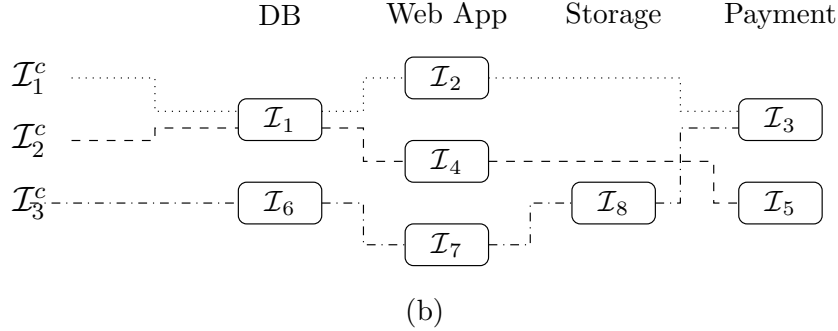 DB Web App Storage Payment
ℐ₁ᶜ ℐ₂
ℐ₁ ℐ₃
ℐ₂ᶜ ℐ₄
ℐ₃ᶜ ℐ₆ ℐ₈ ℐ₅
ℐ₇
(b)